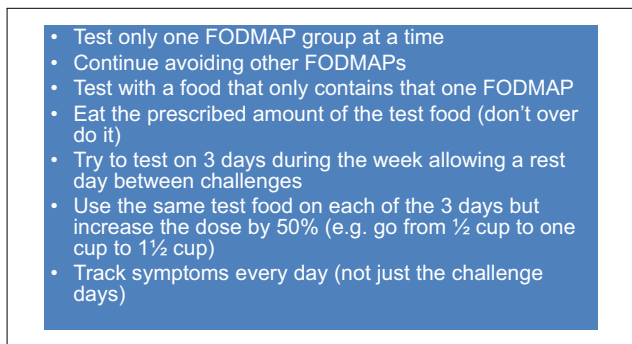 • Test only one FODMAP group at a time
• Continue avoiding other FODMAPs
• Test with a food that only contains that one FODMAP
• Eat the prescribed amount of the test food (don’t over
do it)
• Try to test on 3 days during the week allowing a rest
day between challenges
• Use the same test food on each of the 3 days but
increase the dose by 50% (e.g. go from ½ cup to one
cup to 1½ cup)
• Track symptoms every day (not just the challenge
days)